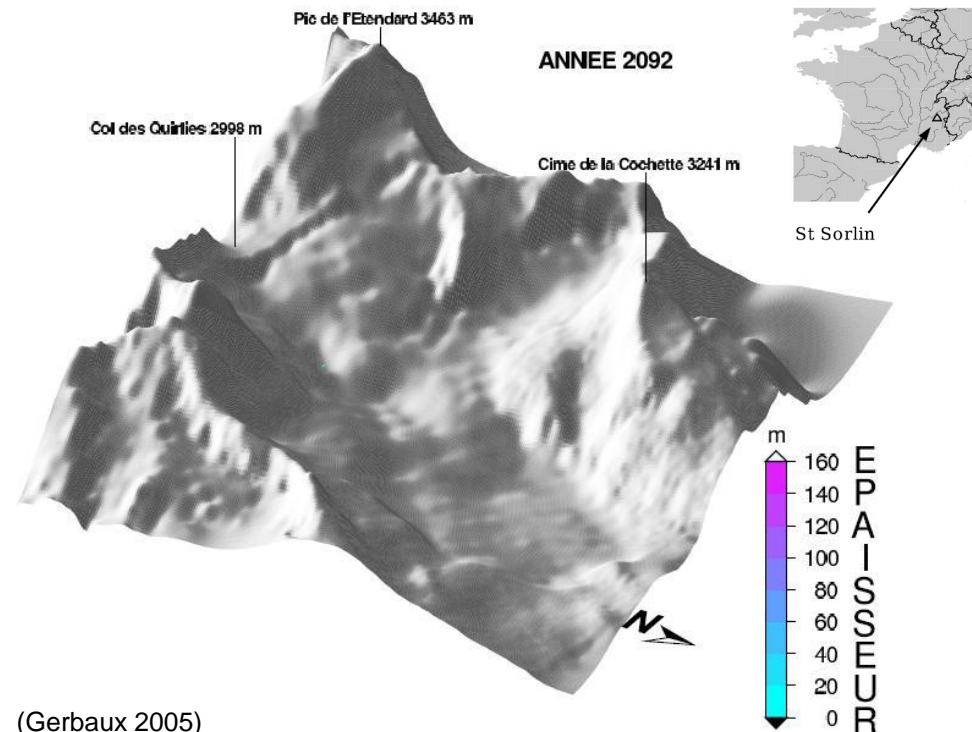 Pic de l'Etendard 3463 m
ANNEE 2092
Col des Quirlies 2998 m
Cime de la Cochette 3241 m
St Sorlin
m
160
140
120
100
80
60
40
20
0
EPAISSEUR
N
(Gerbaux 2005)